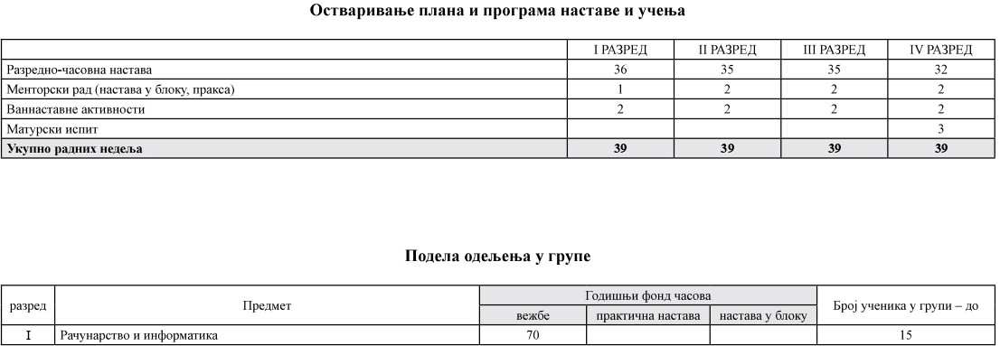 Остваривање плана и програма наставе и учења
I РАЗРЕД II РАЗРЕД III РАЗРЕД IV РАЗРЕД
Разредно-часовна настава 36 35 35 32
Менторски рад (настава у блоку, пракса) 1 2 2 2
Ваннаставне активности 2 2 2 2
Матурски испит 3
Укупно радних недеља 39 39 39 39
Подела одељења у групе
разред Предмет Годишњи фонд часова Број ученика у групи – до
вежбе практична настава настава у блоку
I Рачунарство и информатика 70 15